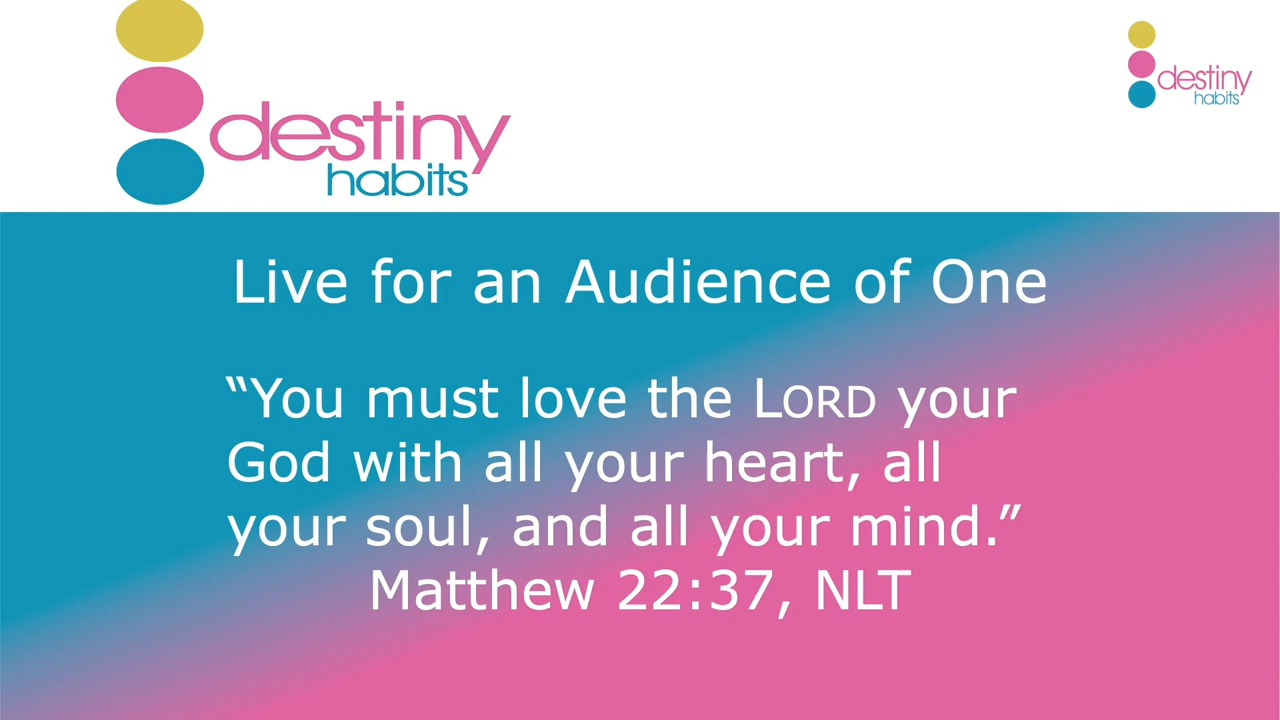 destiny
habits
destiny
habits
Live for an Audience of One
“You must love the LORD your
God with all your heart, all
your soul, and all your mind.”
Matthew 22:37, NLT